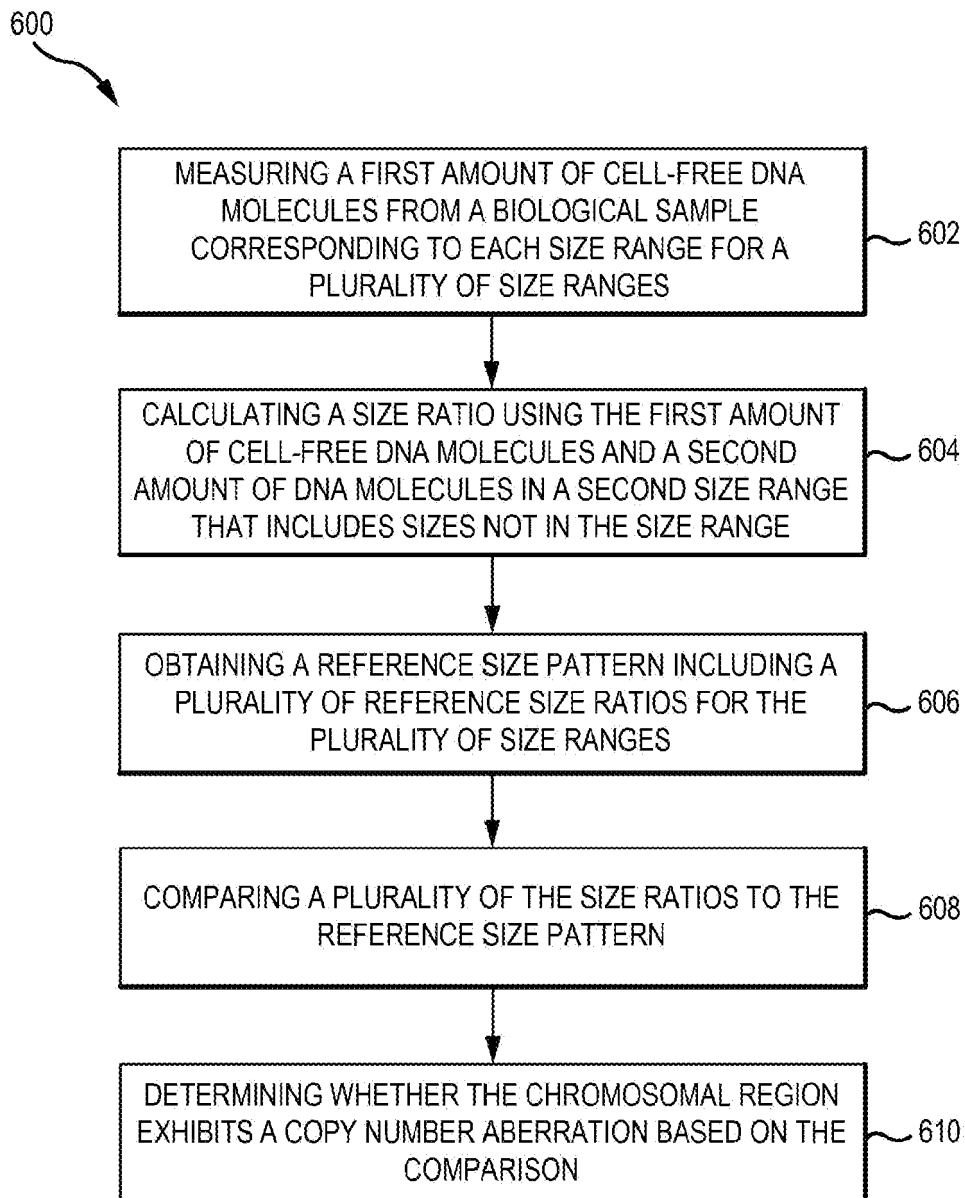 600
MEASURING A FIRST AMOUNT OF CELL-FREE DNA
MOLECULES FROM A BIOLOGICAL SAMPLE
CORRESPONDING TO EACH SIZE RANGE FOR A
PLURALITY OF SIZE RANGES
602
CALCULATING A SIZE RATIO USING THE FIRST AMOUNT
OF CELL-FREE DNA MOLECULES AND A SECOND
AMOUNT OF DNA MOLECULES IN A SECOND SIZE RANGE
THAT INCLUDES SIZES NOT IN THE SIZE RANGE.
604
OBTAINING A REFERENCE SIZE PATTERN INCLUDING A
PLURALITY OF REFERENCE SIZE RATIOS FOR THE
PLURALITY OF SIZE RANGES
606
COMPARING A PLURALITY OF THE SIZE RATIOS TO THE
REFERENCE SIZE PATTERN
608
DETERMINING WHETHER THE CHROMOSOMAL REGION
EXHIBITS A COPY NUMBER ABERRATION BASED ON THE
COMPARISON
610